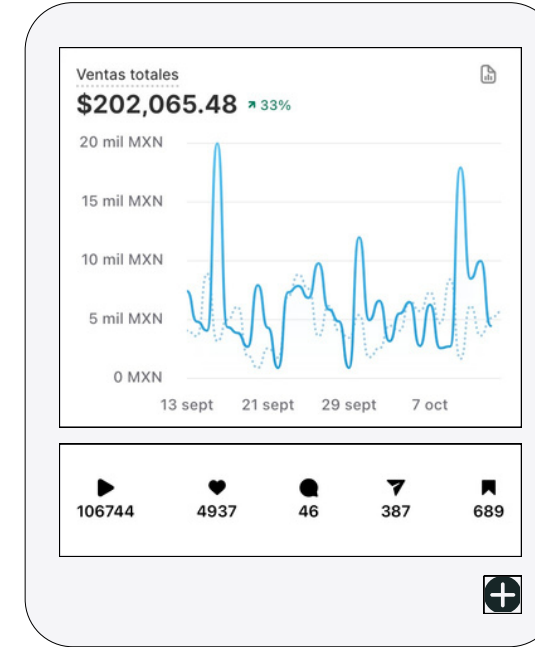 Ventas totales
$202,065.48 33%
20 mil MXN
15 mil MXN
10 mil MXN
5 mil MXN
0 MXN
13 sept 21 sept 29 sept 7 oct
106744 4937 46 387 689